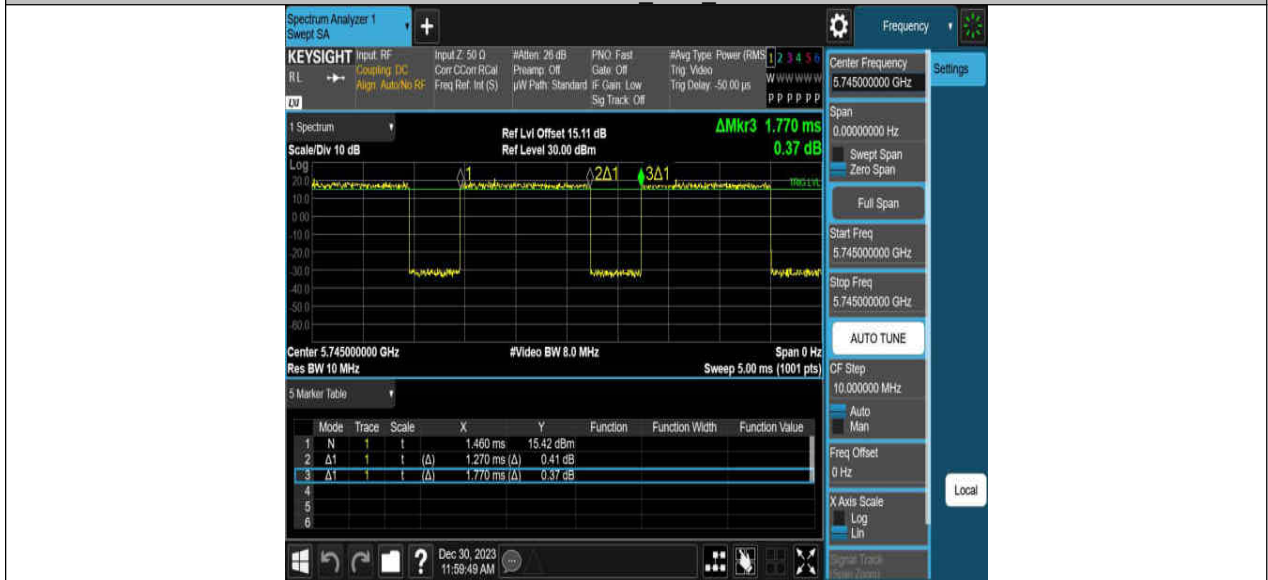 Spectrum Analyzer 1
Swept SA
+
Frequency
KEYSIGHT
RL
LXI
Input: RF
Coupling: DC
Align: Auto/No RF
Input Z: 50 Ω
Corr CCorr RCal
Freq Ref: Int (S)
#Atten: 26 dB
Preamp: Off
µW Path: Standard
PNO: Fast
Gate: Off
IF Gain: Low
Sig Track: Off
#Avg Type: Power (RMS
Trig: Video
Trig Delay: -50.00 µs
1 2 3 4 5 6
W W W W W W
P P P P P P
Center Frequency
5.745000000 GHz
Settings
Span
0.00000000 Hz
Swept Span
Zero Span
Full Span
Start Freq
5.745000000 GHz
Stop Freq
5.745000000 GHz
AUTO TUNE
CF Step
10.000000 MHz
Auto
Man
Freq Offset
0 Hz
X Axis Scale
Log
Lin
Signal Track
(Span Zoom)
Local
1 Spectrum
Scale/Div 10 dB
Ref Lvl Offset 15.11 dB
Ref Level 30.00 dBm
ΔMkr3 1.770 ms
0.37 dB
Log
20.0
10.0
0.00
-10.0
-20.0
-30.0
-40.0
-50.0
-60.0
1
2Δ1
3Δ1
TRIG LVL
Center 5.745000000 GHz
#Video BW 8.0 MHz
Span 0 Hz
Res BW 10 MHz
Sweep 5.00 ms (1001 pts)
5 Marker Table
Mode Trace Scale X Y Function Function Width Function Value
1 N 1 t 1.460 ms 15.42 dBm
2 Δ1 1 t (Δ) 1.270 ms (Δ) 0.41 dB
3 Δ1 1 t (Δ) 1.770 ms (Δ) 0.37 dB
4
5
6
?
Dec 30, 2023
11:59:49 AM